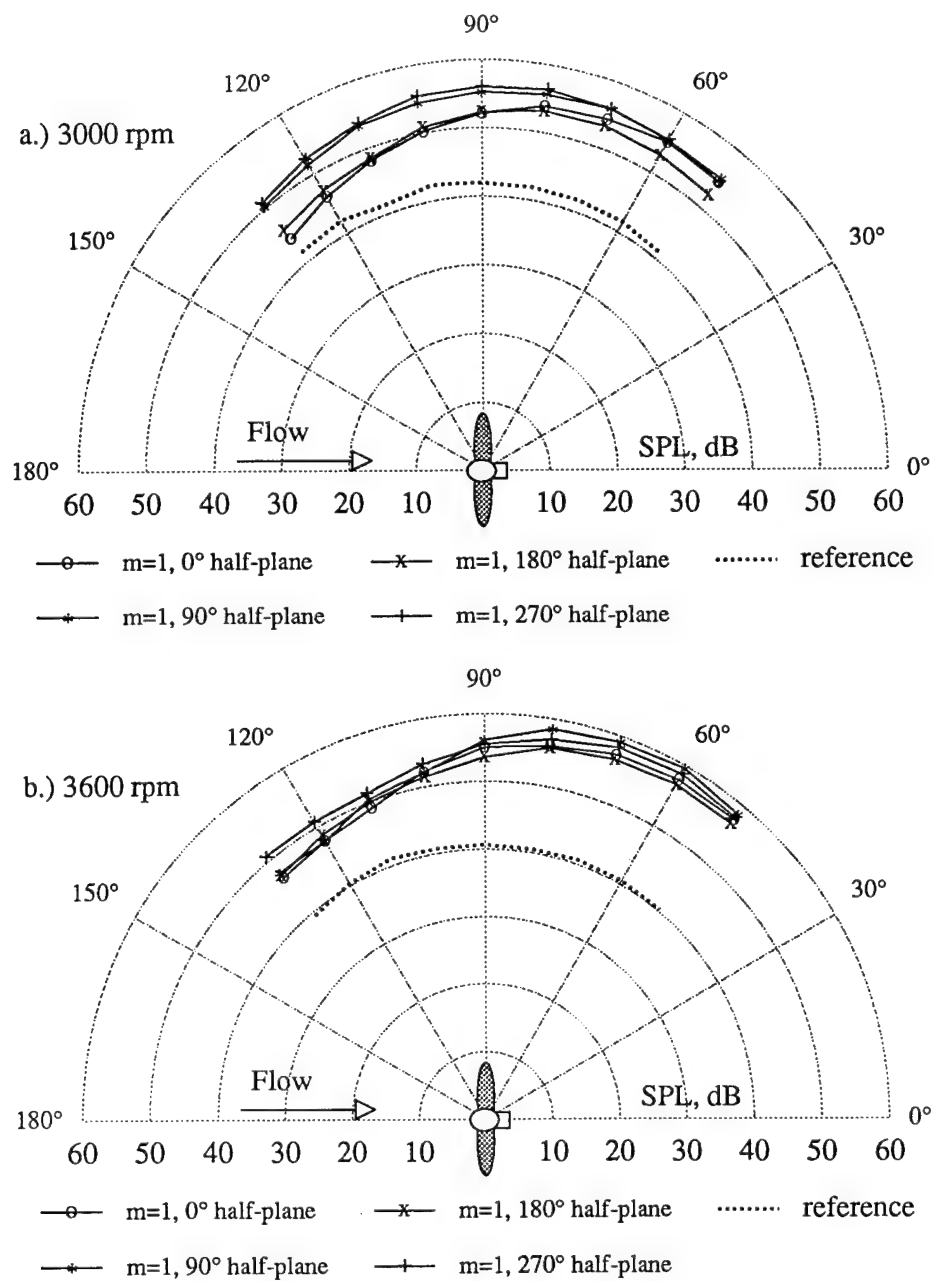 90°
120°
60°
a.) 3000 rpm
150°
30°
Flow
SPL, dB
180°
0°
60 50 40 30 20 10 10 20 30 40 50 60
m=1, 0° half-plane m=1, 180° half-plane reference
m=1, 90° half-plane m=1, 270° half-plane
90°
120°
60°
b.) 3600 rpm
150°
30°
Flow
SPL, dB
180°
0°
60 50 40 30 20 10 10 20 30 40 50 60
m=1, 0° half-plane m=1, 180° half-plane reference
m=1, 90° half-plane m=1, 270° half-plane